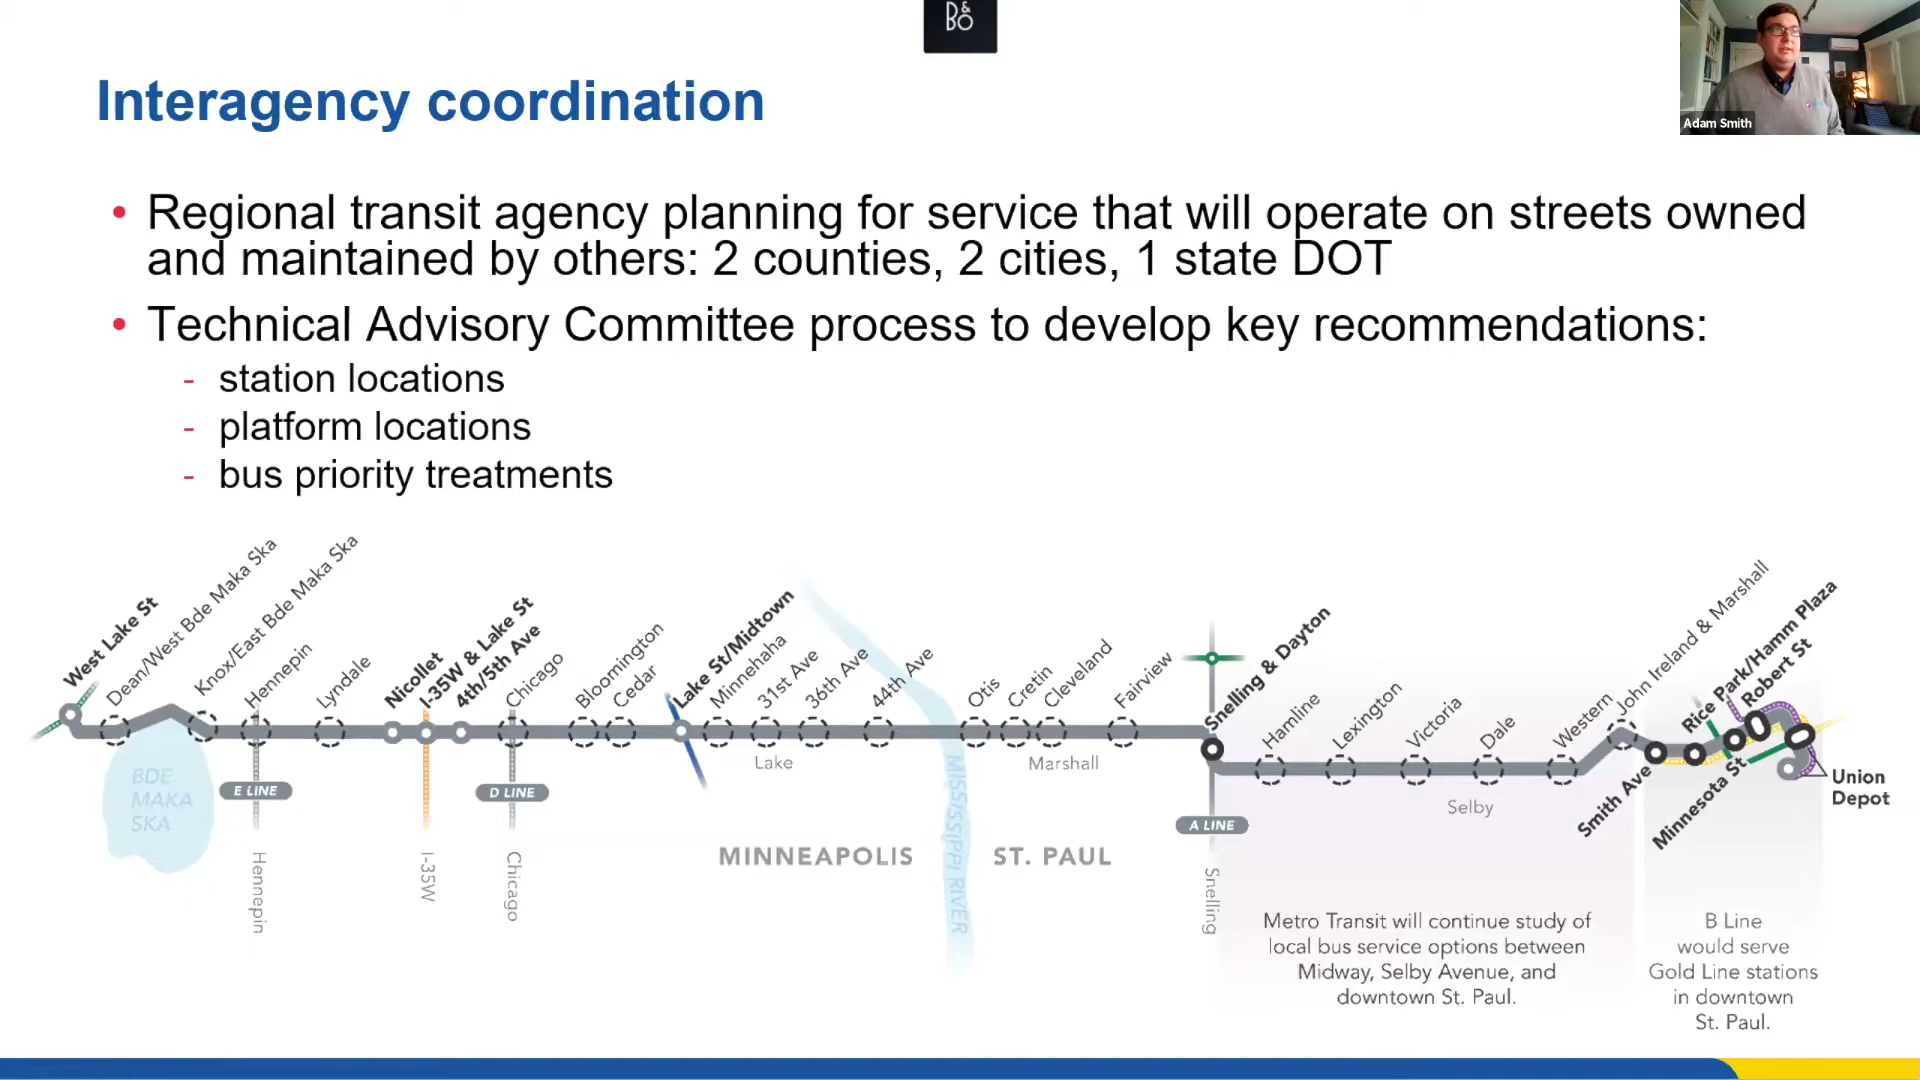 B&O
Adam Smith
Interagency coordination
• Regional transit agency planning for service that will operate on streets owned
and maintained by others: 2 counties, 2 cities, 1 state DOT
• Technical Advisory Committee process to develop key recommendations:
- station locations
- platform locations
- bus priority treatments
West Lake St
Dean/West Bde Maka Ska
Knox/East Bde Maka Ska
Hennepin
Lyndale
Nicollet
I-35W & Lake St
4th/5th Ave
Chicago
Bloomington
Cedar
Lake St/Midtown
Minnehaha
31st Ave
36th Ave
44th Ave
Otis
Cretin
Cleveland
Fairview
Snelling & Dayton
Hamline
Lexington
Victoria
Dale
Western
John Ireland & Marshall
Smith Ave
Rice
Park/Hamm Plaza
Minnesota St
Robert St
Union
Depot
BDE
MAKA
SKA
E LINE
D LINE
A LINE
Lake
Marshall
Selby
Hennepin
I-35W
Chicago
MINNEAPOLIS
MISSISSIPPI RIVER
ST. PAUL
Snelling
Metro Transit will continue study of
local bus service options between
Midway, Selby Avenue, and
downtown St. Paul.
B Line
would serve
Gold Line stations
in downtown
St. Paul.